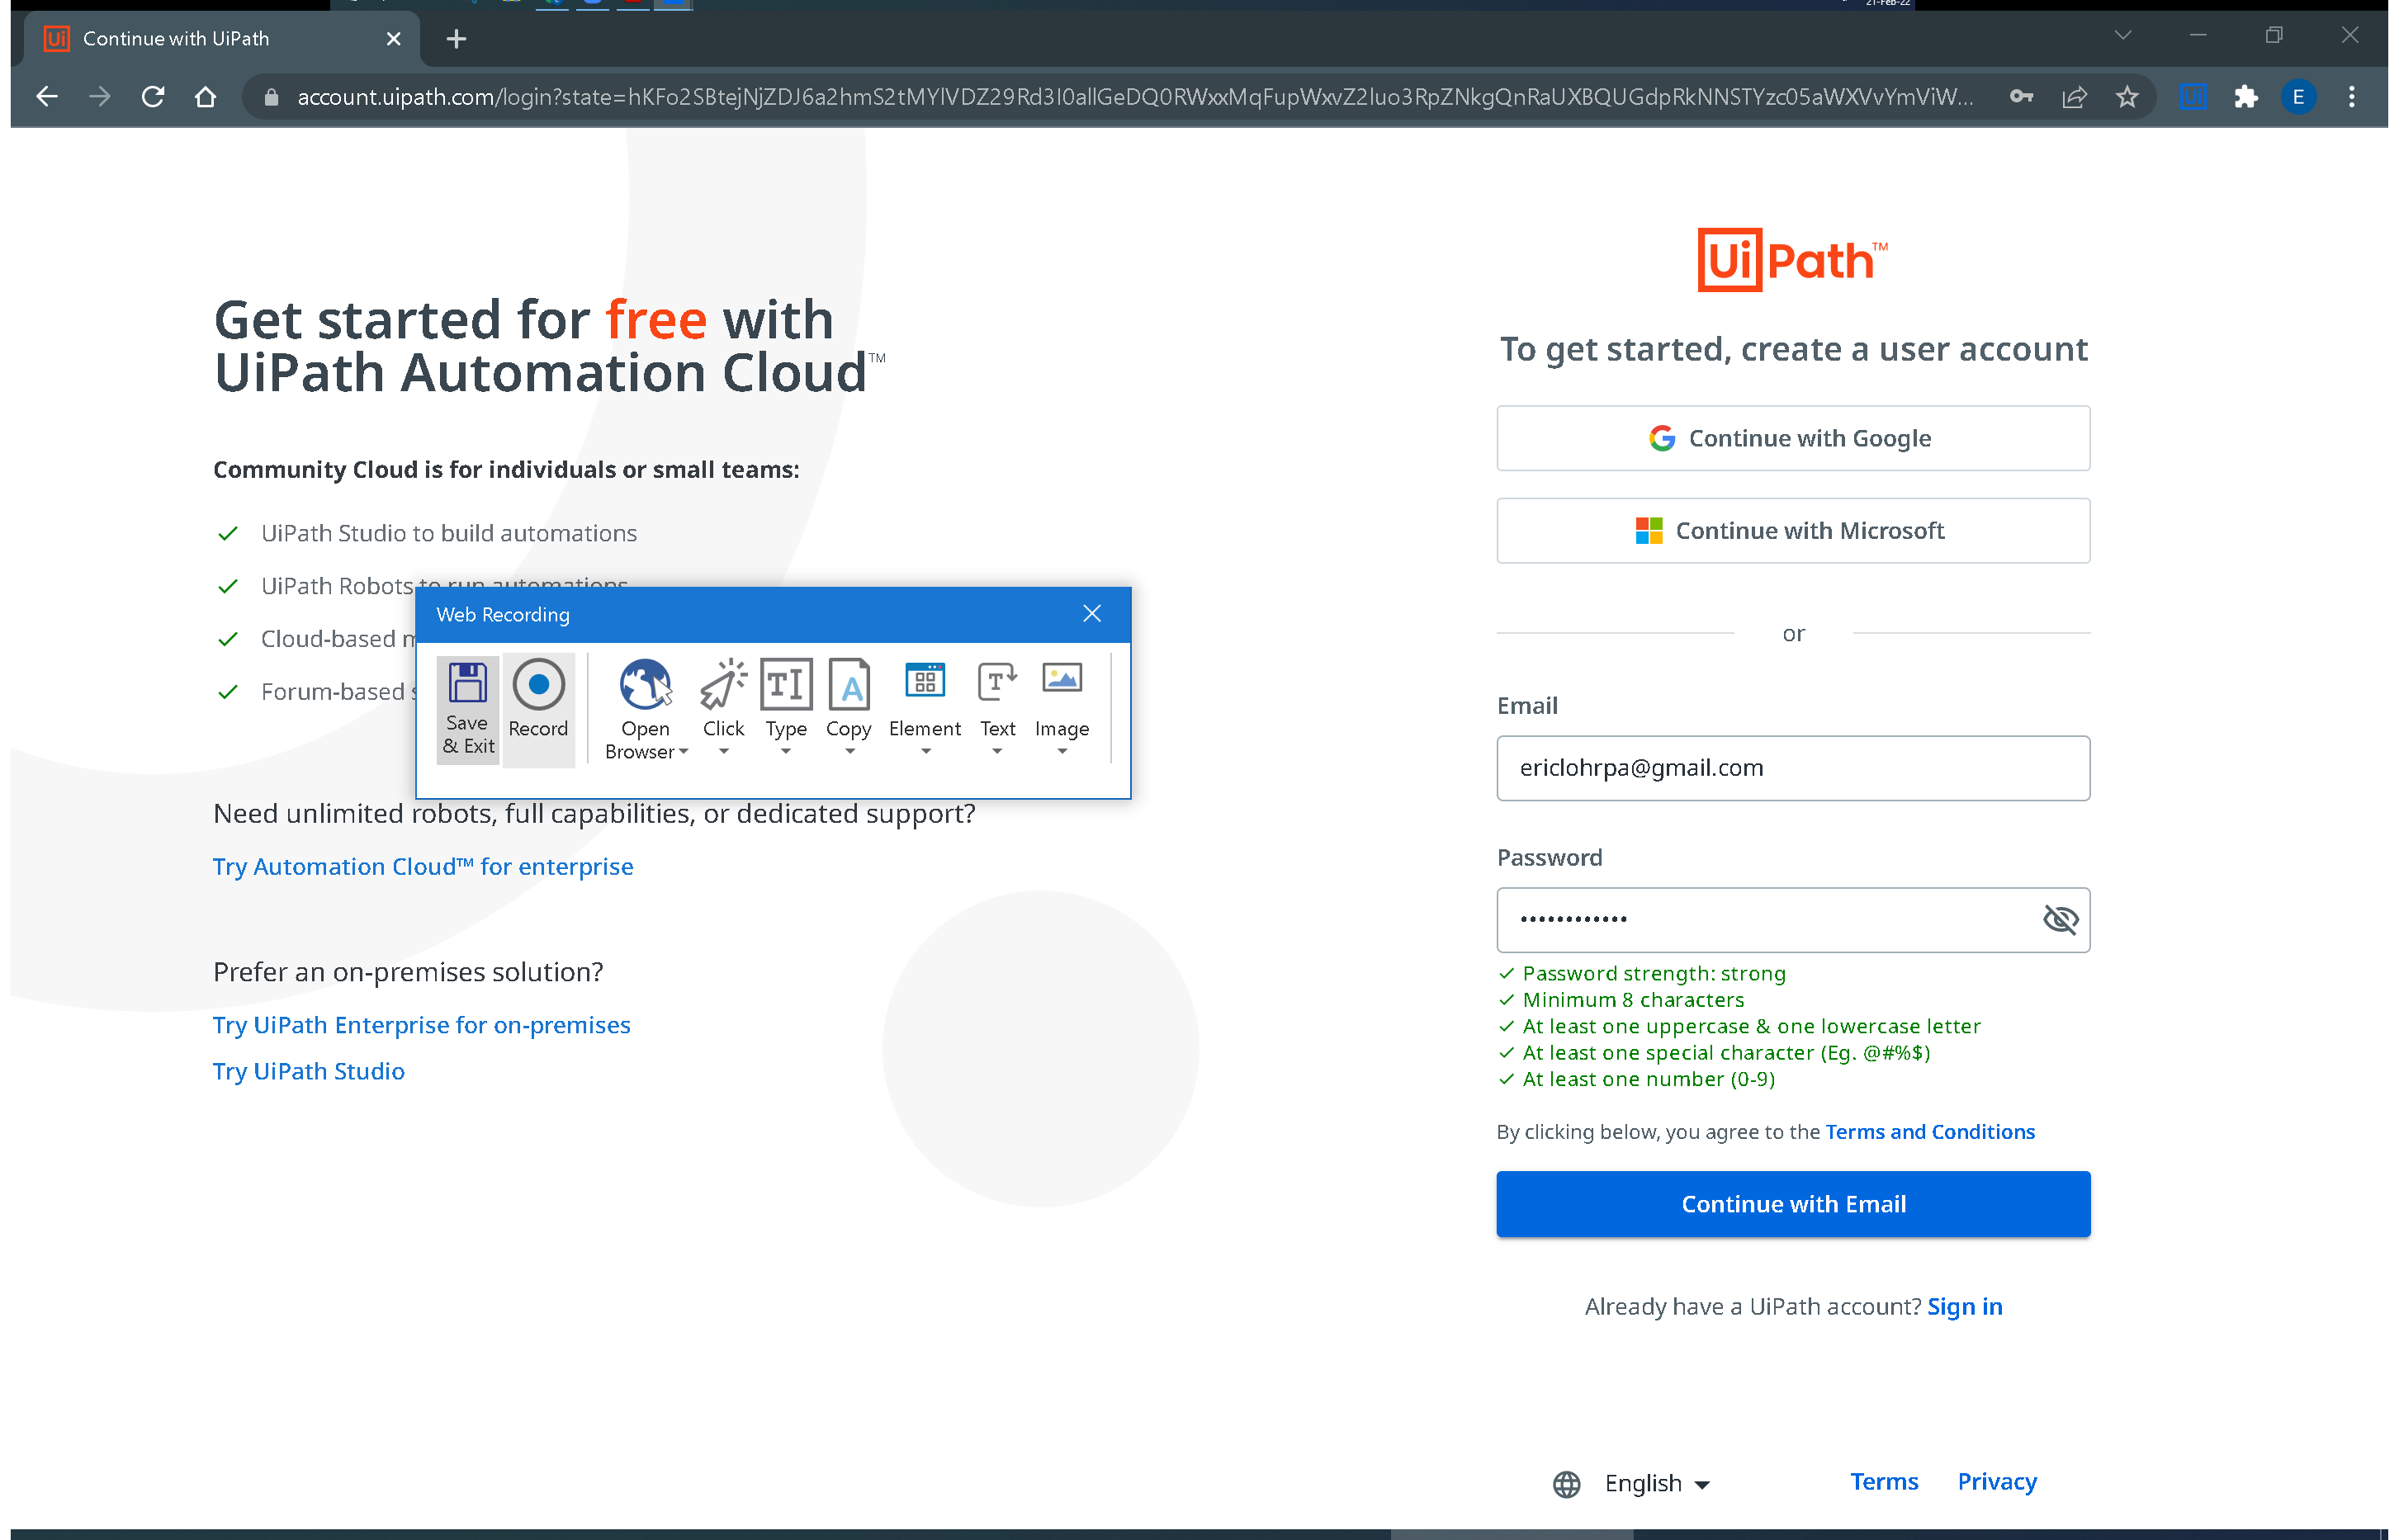 21-Feb-22
Ui Continue with UiPath
account.uipath.com/login?state=hKFo2SBtejNjZDJ6a2hmS2tMYlVDZ29Rd3I0allGeDQ0RWxxMqFupWxvZ2luo3RpZNkgQnRaUXBQUGdpRkNNSTYzc05aWXVvYmViW...
Ui
E
Get started for free with
UiPath Automation Cloud™
Community Cloud is for individuals or small teams:
UiPath Studio to build automations
UiPath Robots to run automations
Cloud-based
Forum-based
Web Recording
Save
& Exit
Record
Open
Browser
Click
Type
Copy
Element
Text
Image
Need unlimited robots, full capabilities, or dedicated support?
Try Automation Cloud™ for enterprise
Prefer an on-premises solution?
Try UiPath Enterprise for on-premises
Try UiPath Studio
UiPath™
To get started, create a user account
Continue with Google
Continue with Microsoft
or
Email
ericlohrpa@gmail.com
Password
••••••••••••
Password strength: strong
Minimum 8 characters
At least one uppercase & one lowercase letter
At least one special character (Eg. @#%$)
At least one number (0-9)
By clicking below, you agree to the Terms and Conditions
Continue with Email
Already have a UiPath account? Sign in
English
Terms
Privacy